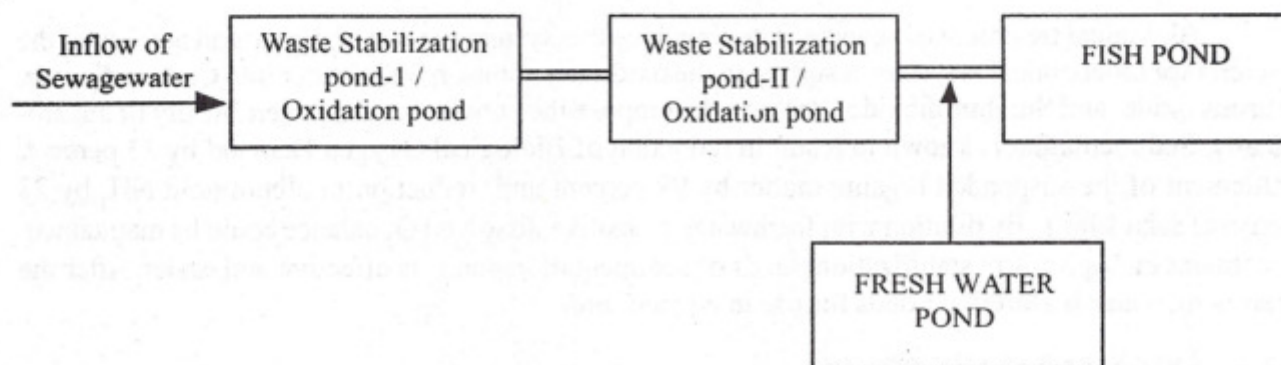 Inflow of
Sewagewater
Waste Stabilization
pond-I /
Oxidation pond
Waste Stabilization
pond-II /
Oxidation pond
FISH POND
FRESH WATER
POND